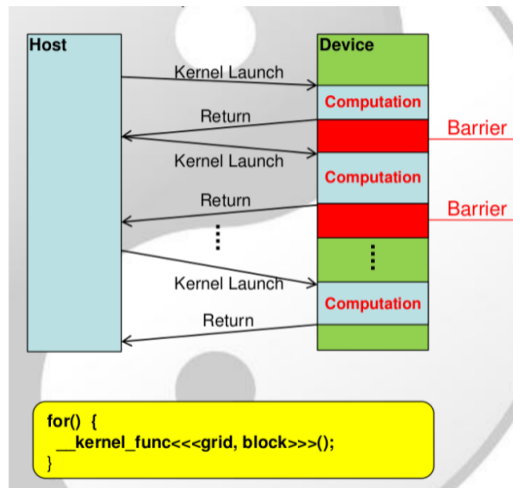 Host
Device
Kernel Launch
Computation
Return
Barrier
Kernel Launch
Computation
Return
Barrier
Kernel Launch
Computation
Return
for() {
__kernel_func<<<grid, block>>>();
}